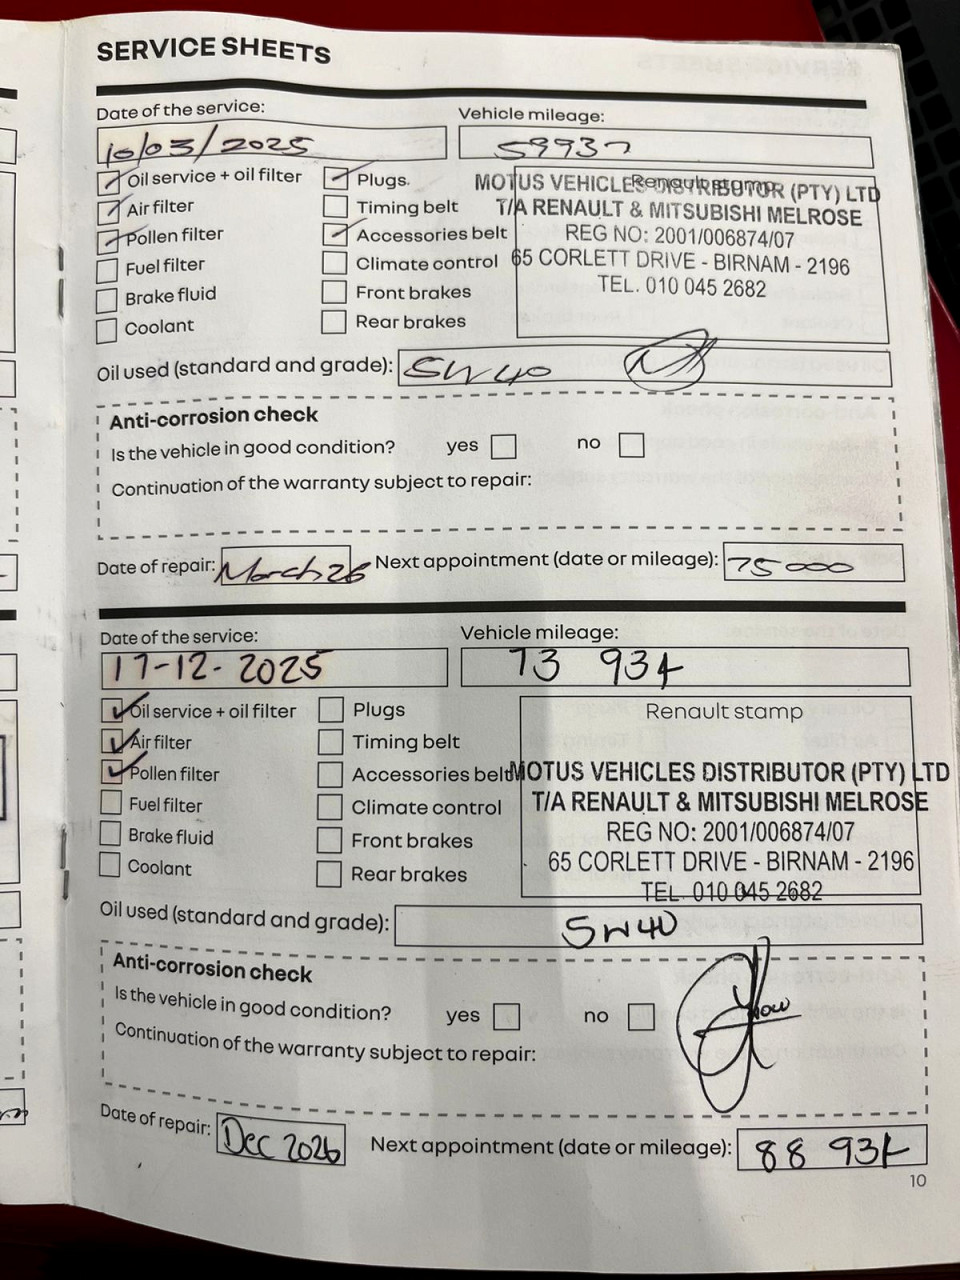 SERVICE SHEETS
Date of the service:
10/03/2025
Vehicle mileage:
59937
Oil service + oil filter
Air filter
Pollen filter
Fuel filter
Brake fluid
Coolant
Plugs
Timing belt
Accessories belt
Climate control
Front brakes
Rear brakes
Renault stamp
MOTUS VEHICLES DISTRIBUTOR (PTY) LTD
T/A RENAULT & MITSUBISHI MELROSE
REG NO: 2001/006874/07
65 CORLETT DRIVE - BIRNAM - 2196
TEL. 010 045 2682
Oil used (standard and grade): 5W40
Anti-corrosion check
Is the vehicle in good condition? yes no
Continuation of the warranty subject to repair:
Date of repair: March 26 Next appointment (date or mileage): 75000
Date of the service:
17-12-2025
Vehicle mileage:
73 934
Oil service + oil filter
Air filter
Pollen filter
Fuel filter
Brake fluid
Coolant
Plugs
Timing belt
Accessories belt
Climate control
Front brakes
Rear brakes
Renault stamp
MOTUS VEHICLES DISTRIBUTOR (PTY) LTD
T/A RENAULT & MITSUBISHI MELROSE
REG NO: 2001/006874/07
65 CORLETT DRIVE - BIRNAM - 2196
TEL. 010 045 2682
Oil used (standard and grade): 5W40
Anti-corrosion check
Is the vehicle in good condition? yes no
Continuation of the warranty subject to repair:
Date of repair: Dec 2026 Next appointment (date or mileage): 88 934
10